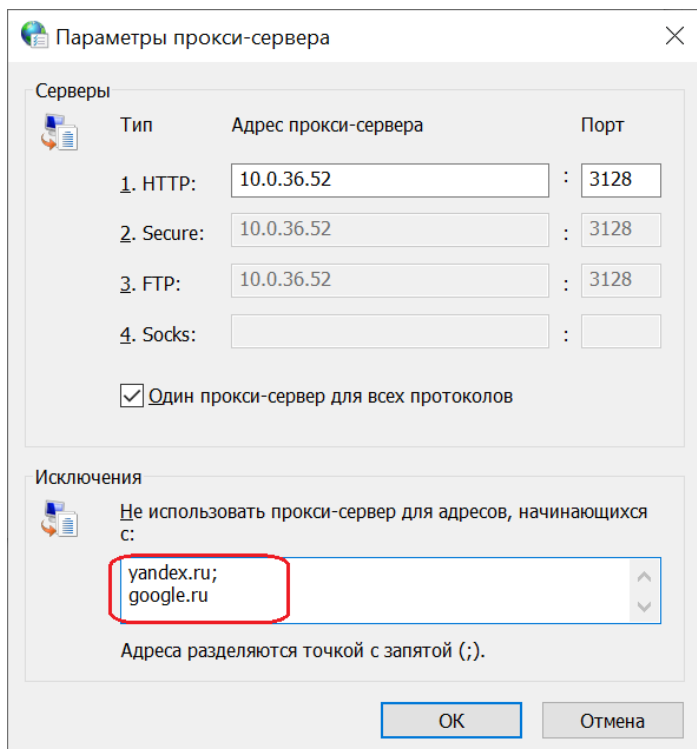 Параметры прокси-сервера
Серверы
Тип Адрес прокси-сервера Порт
1. HTTP: 10.0.36.52 : 3128
2. Secure: 10.0.36.52 : 3128
3. FTP: 10.0.36.52 : 3128
4. Socks: :
Один прокси-сервер для всех протоколов
Исключения
Не использовать прокси-сервер для адресов, начинающихся
с:
yandex.ru;
google.ru
Адреса разделяются точкой с запятой (;).
ОК Отмена